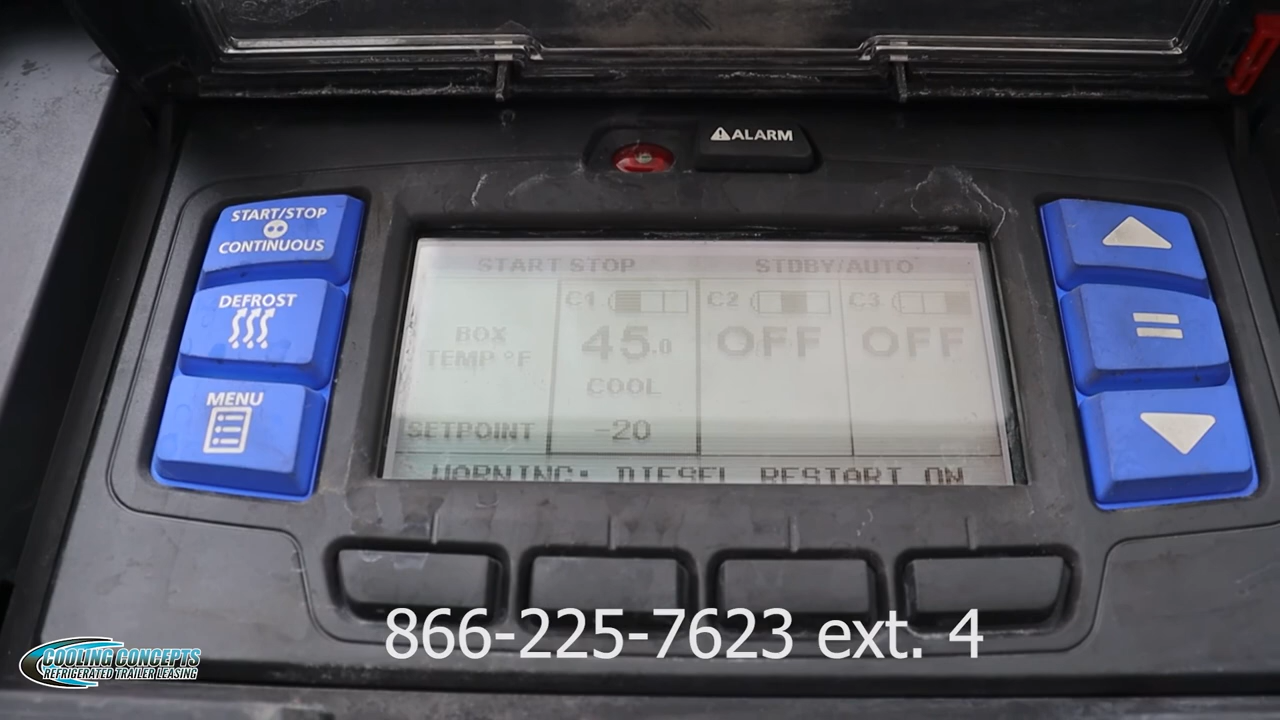 ALARM
START/STOP
CONTINUOUS
DEFROST
MENU
START STOP STDBY/AUTO
C1 C2 C3
BOX
TEMP °F
45.0 OFF OFF
COOL
SETPOINT -20
WARNING: DIESEL RESTART ON
866-225-7623 ext. 4
COOLING CONCEPTS
REFRIGERATED TRAILER LEASING